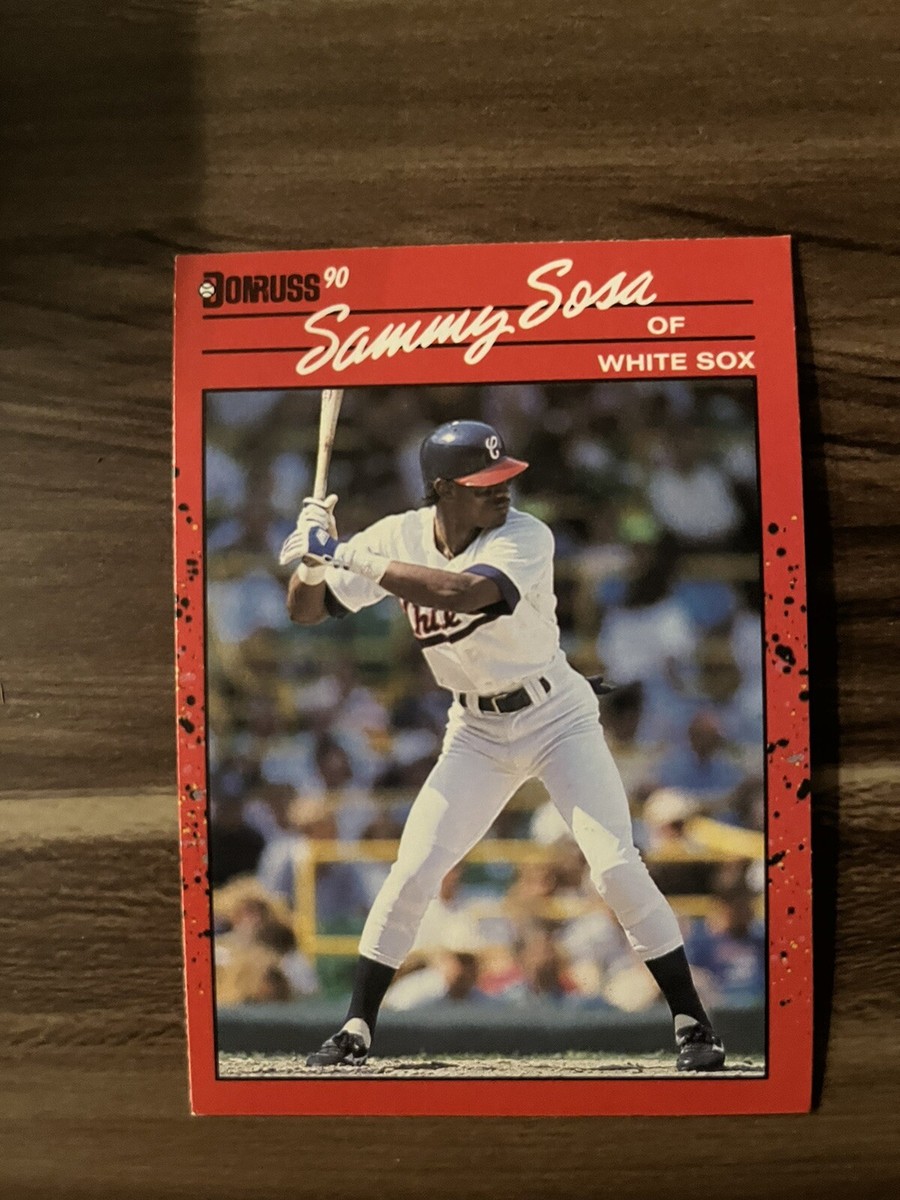 DONRUSS 90
Sammy Sosa
OF
WHITE SOX
C